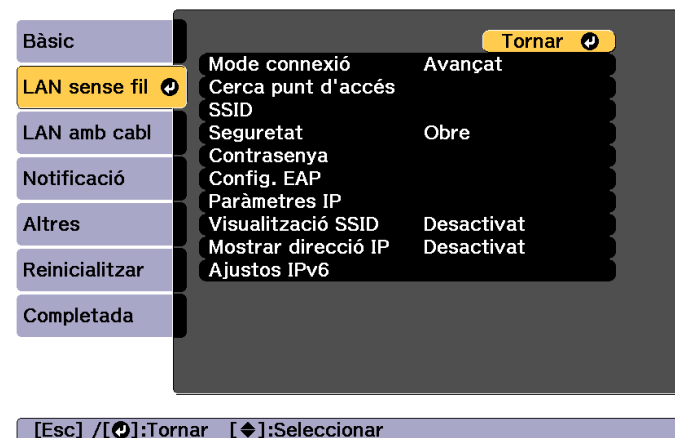 Bàsic
LAN sense fil
LAN amb cabl
Notificació
Altres
Reinicialitzar
Completada
Tornar
Mode connexió Avançat
Cerca punt d'accés
SSID
Seguretat Obre
Contrasenya
Config. EAP
Paràmetres IP
Visualització SSID Desactivat
Mostrar direcció IP Desactivat
Ajustos IPv6
[Esc] /[⏎]:Tornar [◆]:Seleccionar